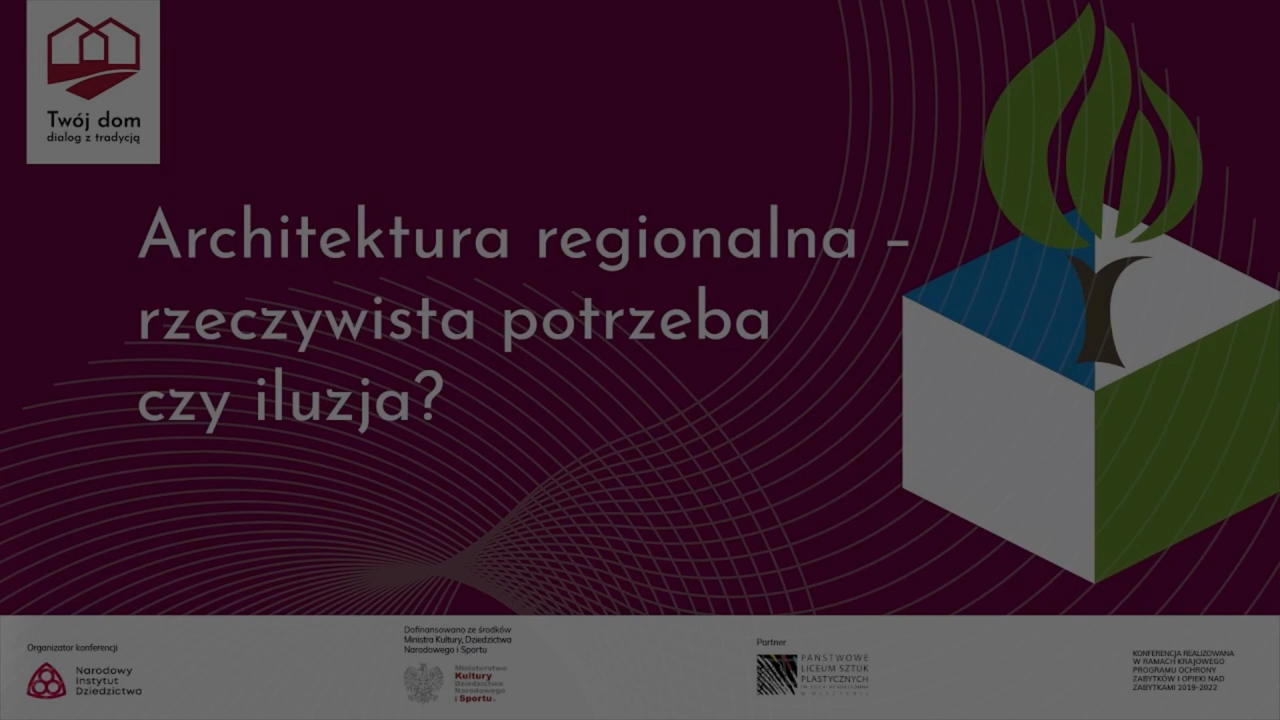 Twój dom
dialog z tradycją
Architektura regionalna –
rzeczywista potrzeba
czy iluzja?
Organizator konferencji
Narodowy
Instytut
Dziedzictwa
Dofinansowano ze środków
Ministra Kultury, Dziedzictwa
Narodowego i Sportu
Ministerstwo
Kultury
Dziedzictwa
Narodowego
i Sportu.
Partner
PAŃSTWOWE
LICEUM SZTUK
PLASTYCZNYCH
KONFERENCJA REALIZOWANA
W RAMACH KRAJOWEGO
PROGRAMU OCHRONY
ZABYTKÓW I OPIEKI NAD
ZABYTKAMI 2019-2022